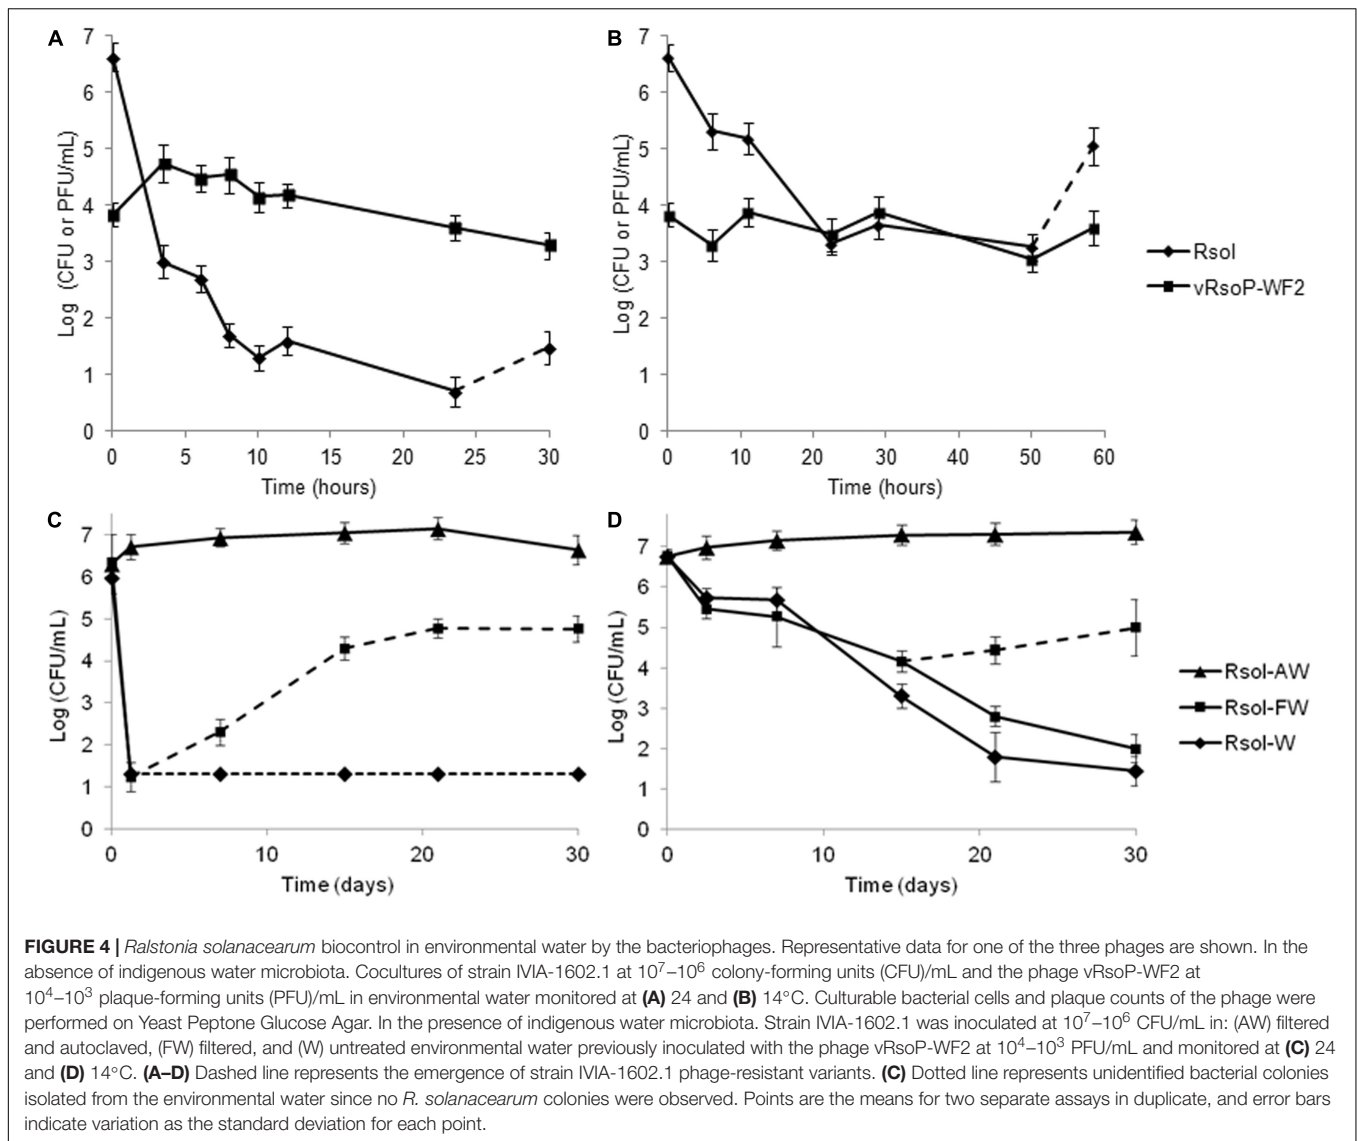 A
7
6
5
4
3
2
1
0
Log (CFU or PFU/mL)
0 5 10 15 20 25 30
Time (hours)
B
7
6
5
4
3
2
1
0
Log (CFU or PFU/mL)
0 10 20 30 40 50 60
Time (hours)
Rsol
vRsoP-WF2
C
7
6
5
4
3
2
1
0
Log (CFU/mL)
0 10 20 30
Time (days)
D
7
6
5
4
3
2
1
0
Log (CFU/mL)
0 10 20 30
Time (days)
Rsol-AW
Rsol-FW
Rsol-W
FIGURE 4 | Ralstonia solanacearum biocontrol in environmental water by the bacteriophages. Representative data for one of the three phages are shown. In the
absence of indigenous water microbiota. Cocultures of strain IVIA-1602.1 at 10⁷–10⁶ colony-forming units (CFU)/mL and the phage vRsoP-WF2 at
10⁴–10³ plaque-forming units (PFU)/mL in environmental water monitored at (A) 24 and (B) 14°C. Culturable bacterial cells and plaque counts of the phage were
performed on Yeast Peptone Glucose Agar. In the presence of indigenous water microbiota. Strain IVIA-1602.1 was inoculated at 10⁷–10⁶ CFU/mL in: (AW) filtered
and autoclaved, (FW) filtered, and (W) untreated environmental water previously inoculated with the phage vRsoP-WF2 at 10⁴–10³ PFU/mL and monitored at (C) 24
and (D) 14°C. (A–D) Dashed line represents the emergence of strain IVIA-1602.1 phage-resistant variants. (C) Dotted line represents unidentified bacterial colonies
isolated from the environmental water since no R. solanacearum colonies were observed. Points are the means for two separate assays in duplicate, and error bars
indicate variation as the standard deviation for each point.